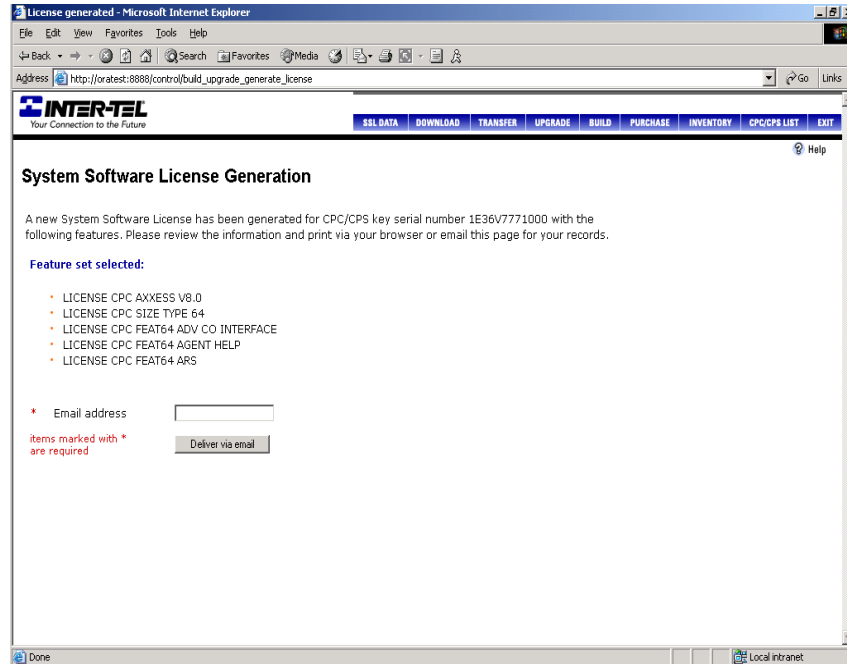 License generated - Microsoft Internet Explorer
File Edit View Favorites Tools Help
Back Search Favorites Media
Address http://oratest:8888/control/build_upgrade_generate_license Go Links
INTER-TEL
Your Connection to the Future
SSL DATA DOWNLOAD TRANSFER UPGRADE BUILD PURCHASE INVENTORY CPC/CPS LIST EXIT
? Help
System Software License Generation
A new System Software License has been generated for CPC/CPS key serial number 1E36V7771000 with the
following features. Please review the information and print via your browser or email this page for your records.
Feature set selected:
LICENSE CPC AXXESS V8.0
LICENSE CPC SIZE TYPE 64
LICENSE CPC FEAT64 ADV CO INTERFACE
LICENSE CPC FEAT64 AGENT HELP
LICENSE CPC FEAT64 ARS
* Email address
items marked with *
are required
Deliver via email
Done Local intranet